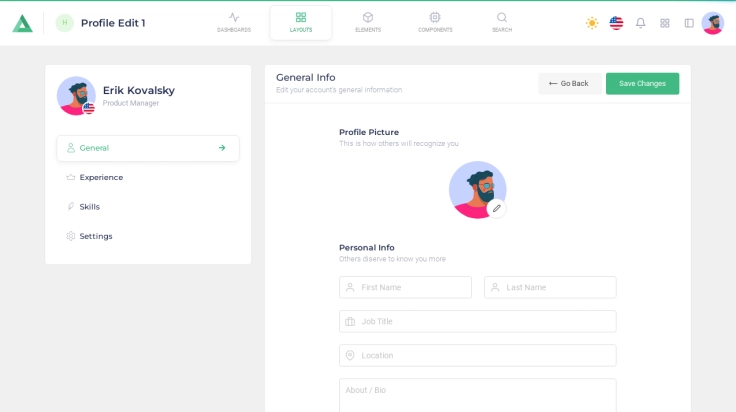 H
Profile Edit 1
DASHBOARDS
LAYOUTS
ELEMENTS
COMPONENTS
SEARCH
Erik Kovalsky
Product Manager
General
Experience
Skills
Settings
General Info
Edit your account's general information
Go Back
Save Changes
Profile Picture
This is how others will recognize you
Personal Info
Others diserve to know you more
First Name
Last Name
Job Title
Location
About / Bio